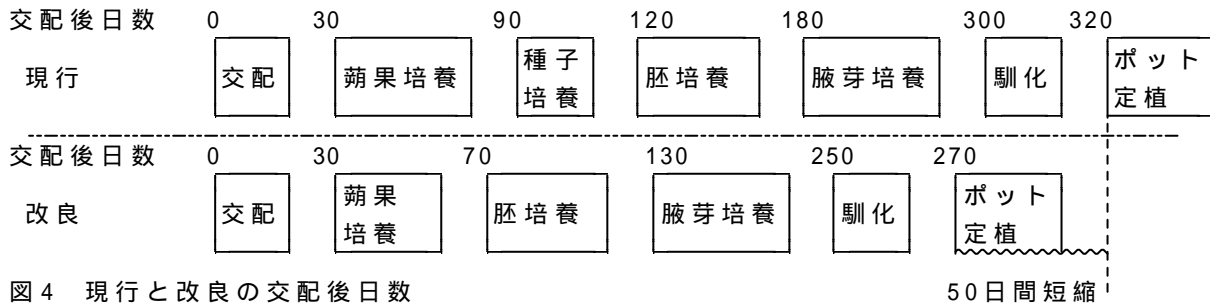 交配後日数 0 30 90 120 180 300 320
現行 交配 蒴果培養 種子培養 胚培養 腋芽培養 馴化 ポット定植
交配後日数 0 30 70 130 250 270
改良 交配 蒴果培養 胚培養 腋芽培養 馴化 ポット定植
図4 現行と改良の交配後日数 50日間短縮